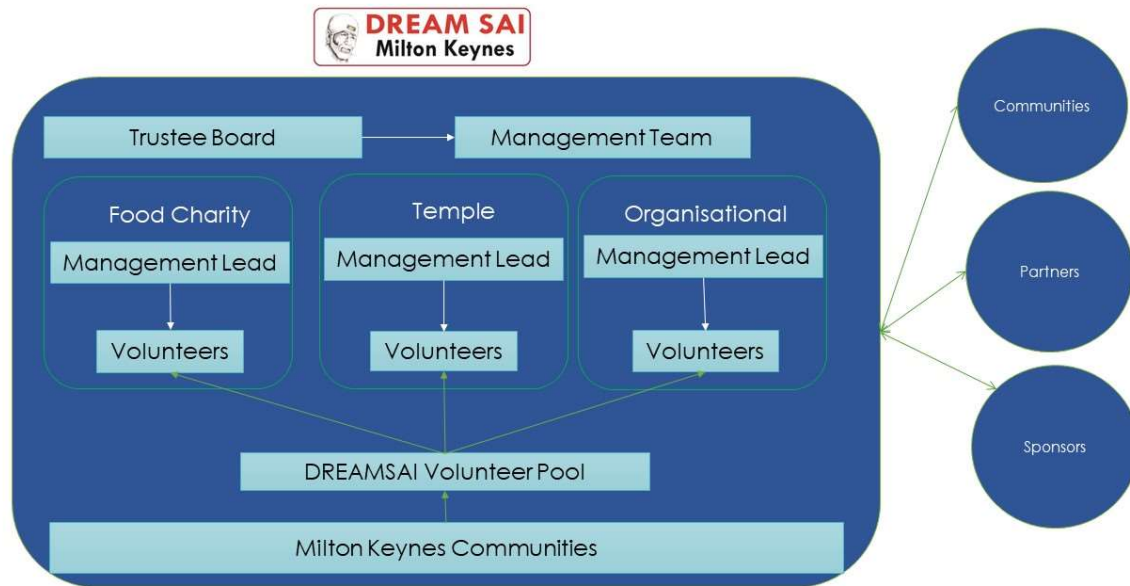 DREAM SAI
Milton Keynes
Trustee Board
Management Team
Food Charity
Management Lead
Volunteers
Temple
Management Lead
Volunteers
Organisational
Management Lead
Volunteers
DREAMSAI Volunteer Pool
Milton Keynes Communities
Communities
Partners
Sponsors